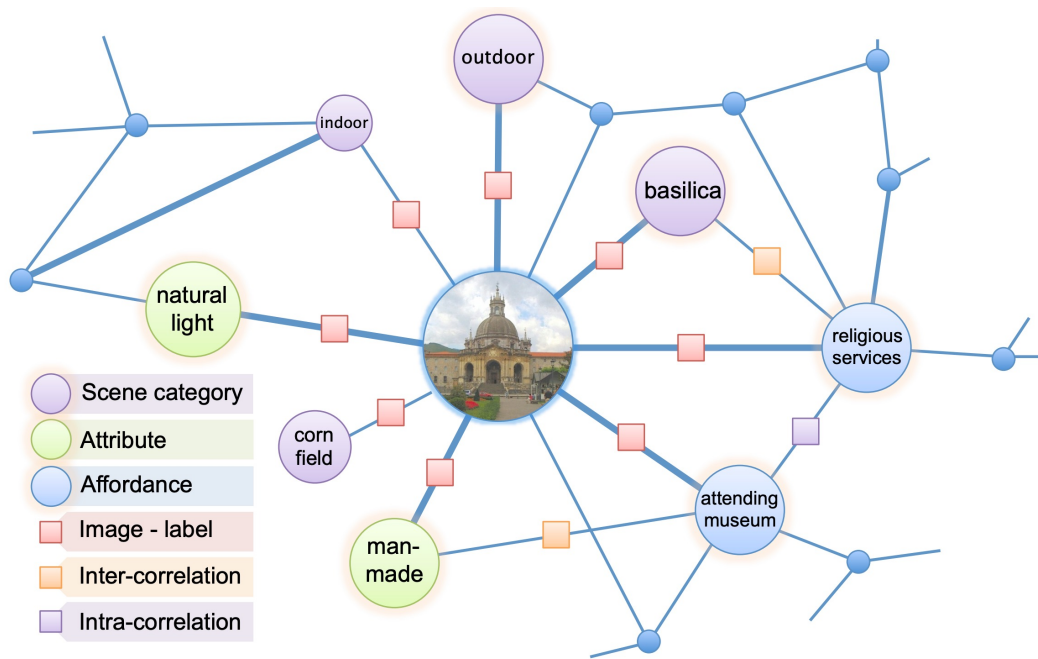 outdoor
indoor
basilica
natural
light
religious
services
Scene category
Attribute
Affordance
Image - label
Inter-correlation
Intra-correlation
corn
field
attending
museum
man-
made